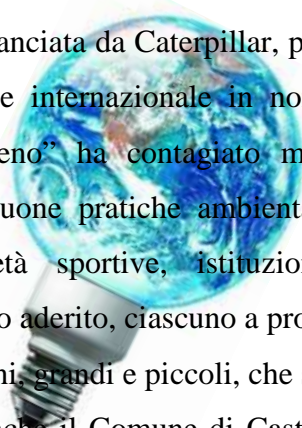 anciata da Caterpillar, p
e internazionale in no
eno” ha contagiato m
uone pratiche ambient
età sportive, istituzion
o aderito, ciascuno a pro
ni, grandi e piccoli, che
anche il Comune di Cast